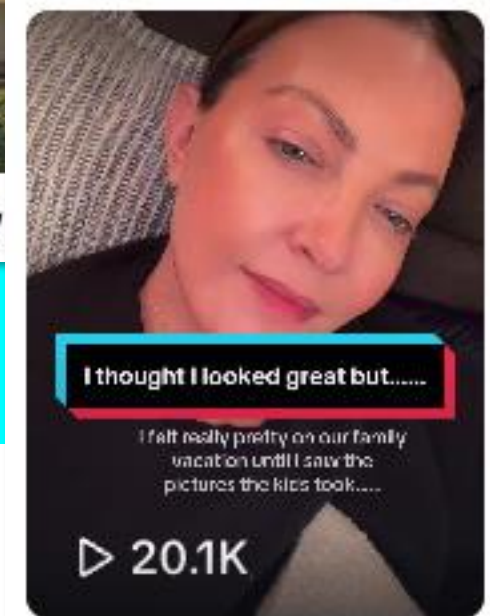 I thought I looked great but......
I felt really pretty on our family
vacation until I saw the
pictures the kids took.....
20.1K